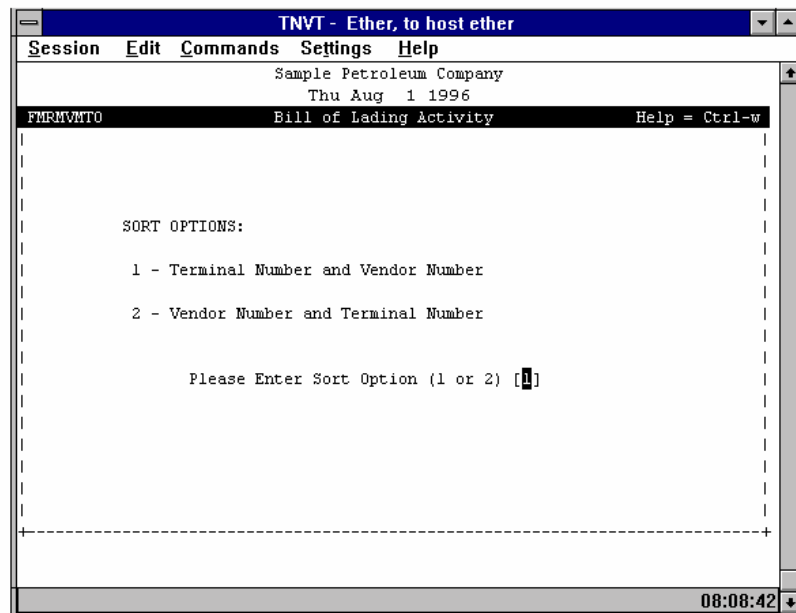 TNVT - Ether, to host ether
Session Edit Commands Settings Help
Sample Petroleum Company
Thu Aug 1 1996
FMRMVMT0 Bill of Lading Activity Help = Ctrl-w
SORT OPTIONS:
1 - Terminal Number and Vendor Number
2 - Vendor Number and Terminal Number
Please Enter Sort Option (1 or 2) [1]
08:08:42